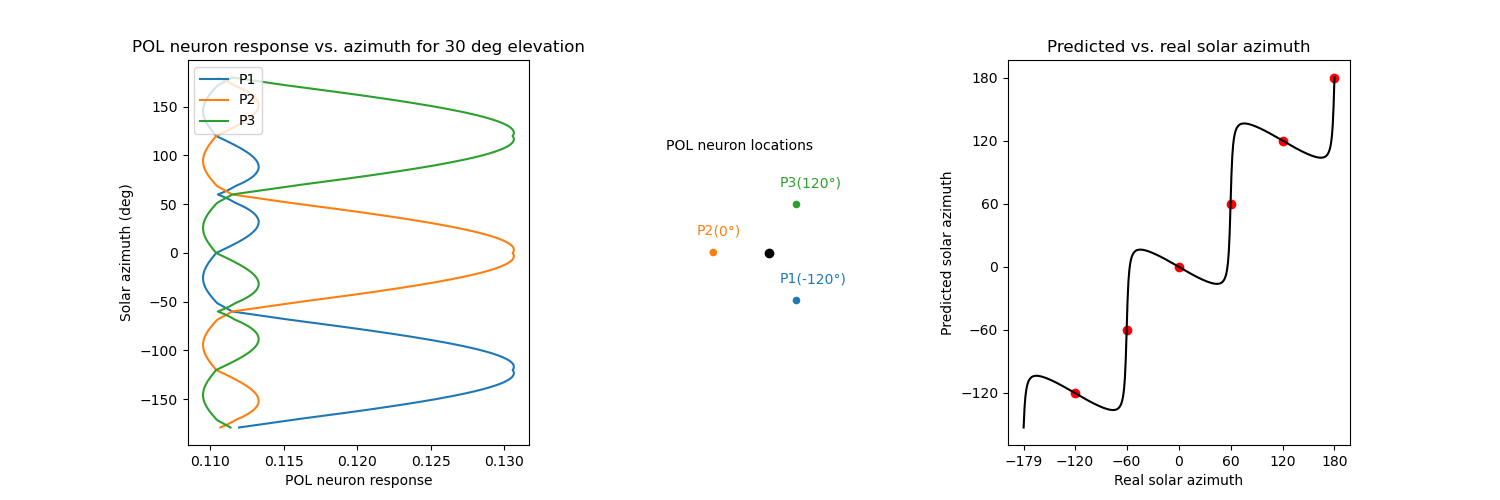 POL neuron response vs. azimuth for 30 deg elevation
P1
P2
P3
150
100
50
0
−50
−100
−150
Solar azimuth (deg)
0.110 0.115 0.120 0.125 0.130
POL neuron response
POL neuron locations
P3(120°)
P2(0°)
P1(-120°)
Predicted vs. real solar azimuth
180
120
60
0
−60
−120
Predicted solar azimuth
−179 −120 −60 0 60 120 180
Real solar azimuth